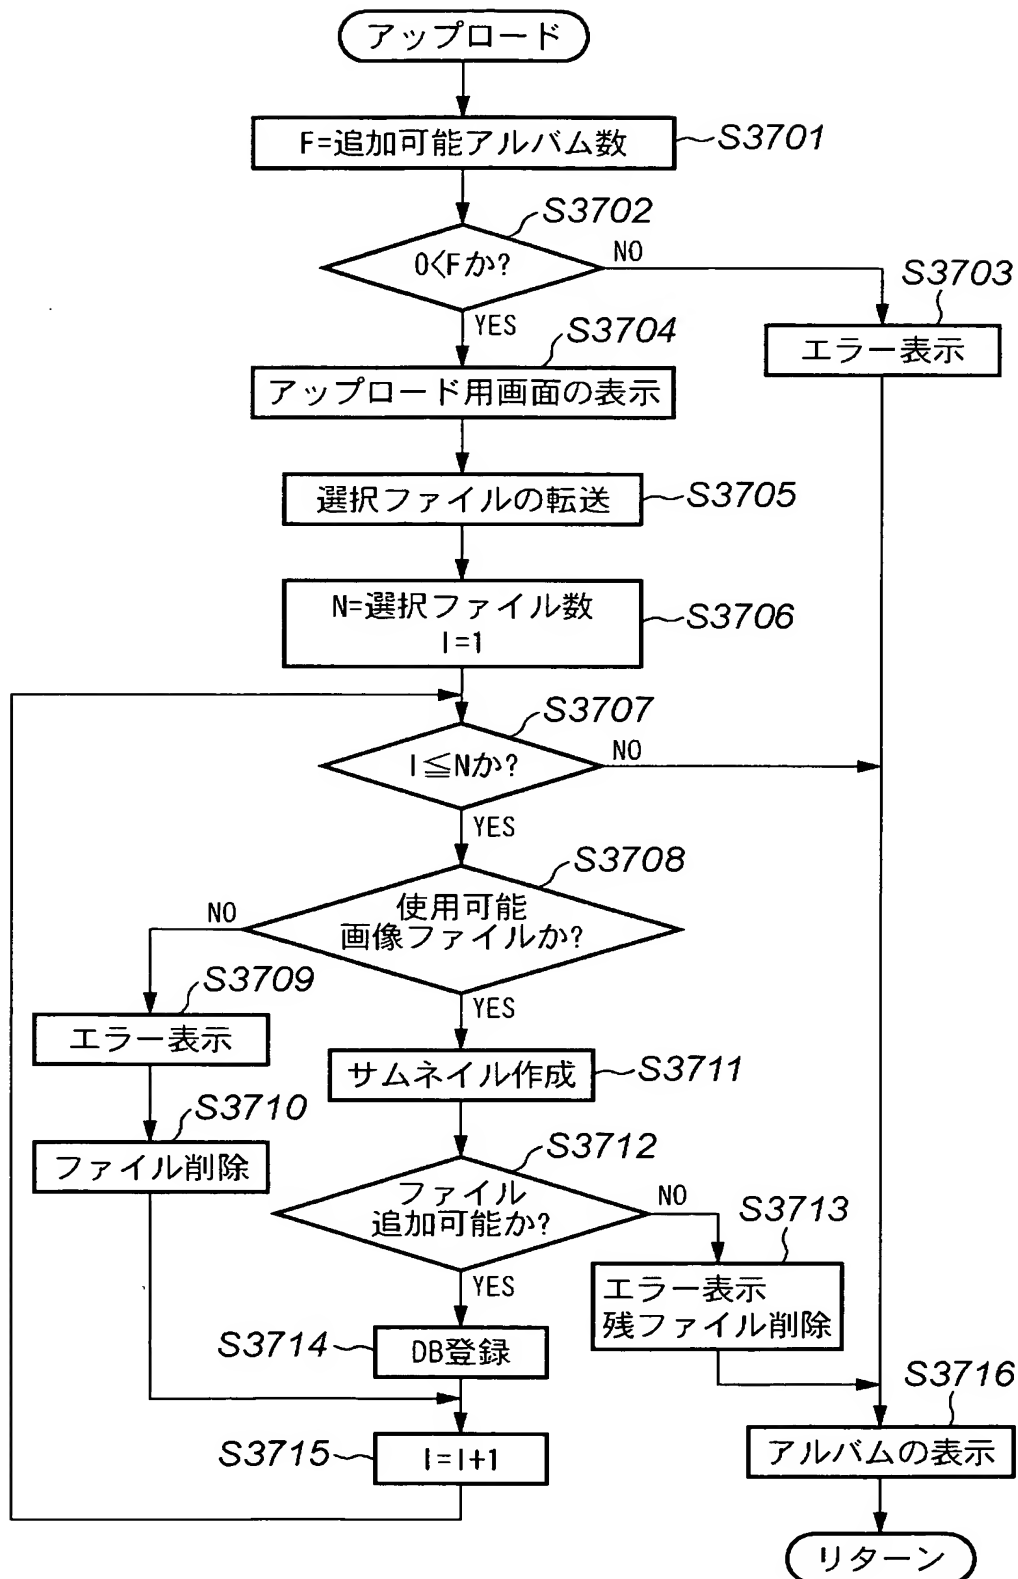 アップロード
F=追加可能アルバム数
S3701
S3702
0<Fか?
NO
YES
S3703
エラー表示
S3704
アップロード用画面の表示
選択ファイルの転送
S3705
N=選択ファイル数
I=1
S3706
S3707
I≦Nか?
NO
YES
S3708
使用可能
画像ファイルか?
NO
YES
S3709
エラー表示
サムネイル作成
S3711
S3710
ファイル削除
S3712
ファイル
追加可能か?
NO
YES
S3713
エラー表示
残ファイル削除
S3714
DB登録
S3716
アルバムの表示
S3715
I=I+1
リターン